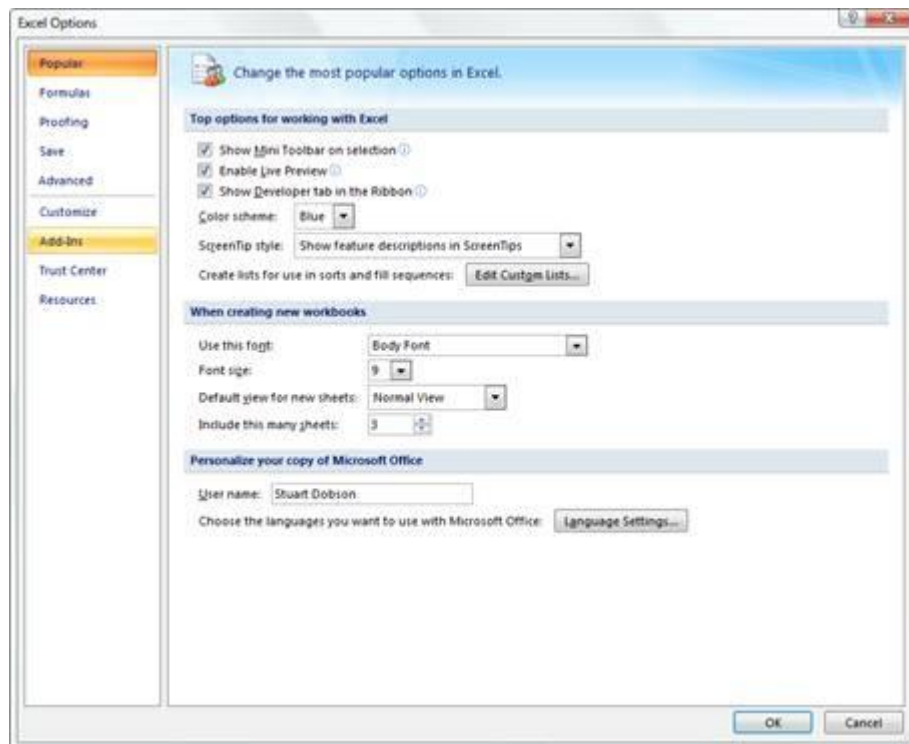 Excel Options
Popular
Formulas
Proofing
Save
Advanced
Customize
Add-Ins
Trust Center
Resources
Change the most popular options in Excel.
Top options for working with Excel
Show Mini Toolbar on selection
Enable Live Preview
Show Developer tab in the Ribbon
Color scheme: Blue
ScreenTip style: Show feature descriptions in ScreenTips
Create lists for use in sorts and fill sequences: Edit Custom Lists...
When creating new workbooks
Use this font: Body Font
Font size: 9
Default view for new sheets: Normal View
Include this many sheets: 3
Personalize your copy of Microsoft Office
User name: Stuart Dobson
Choose the languages you want to use with Microsoft Office: Language Settings...
OK Cancel